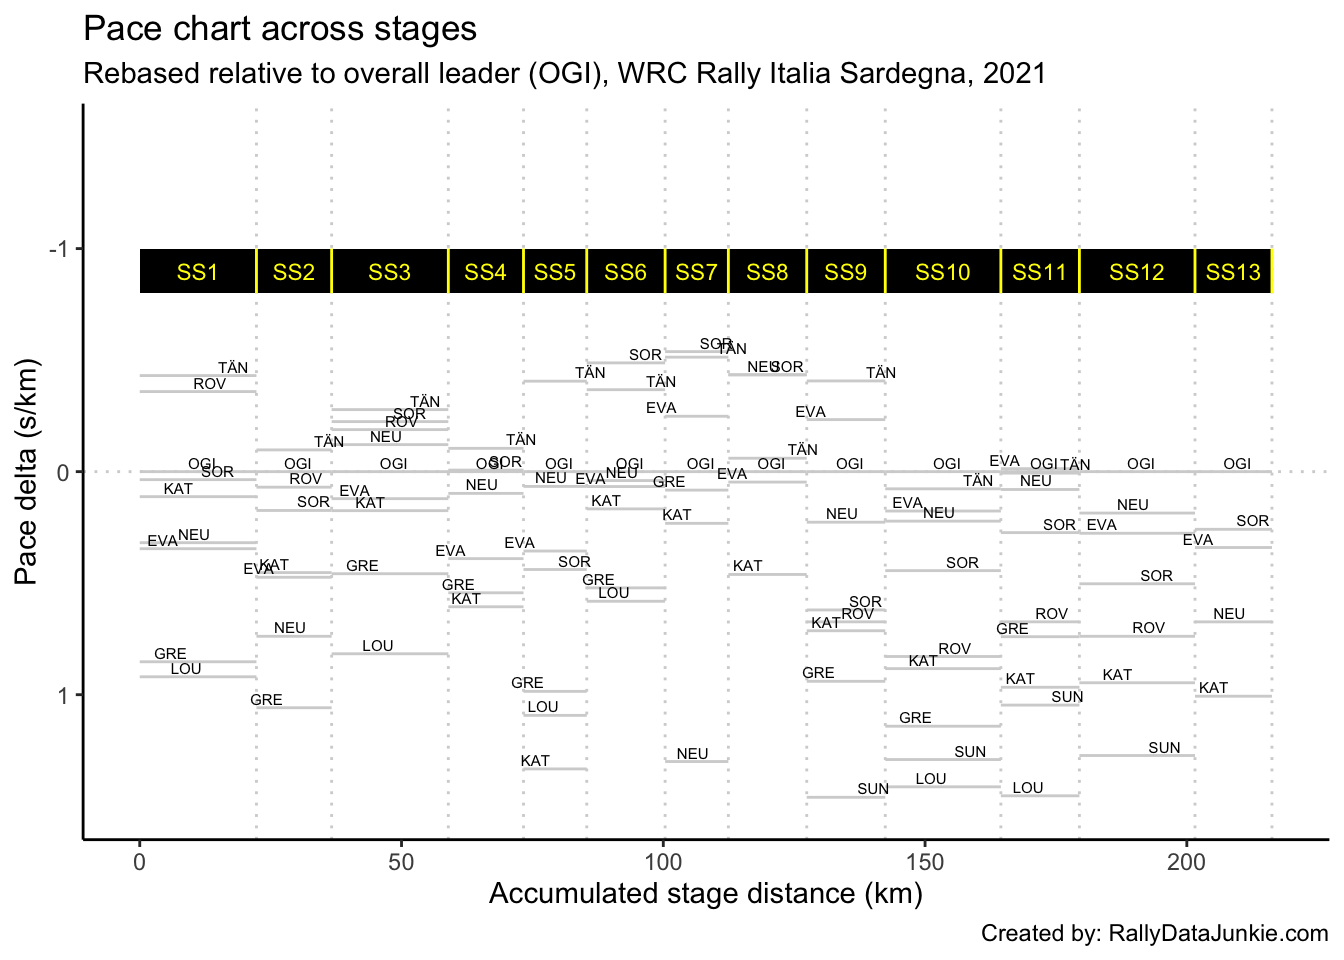 Pace chart across stages
Rebased relative to overall leader (OGI), WRC Rally Italia Sardegna, 2021
-1
SS1 SS2 SS3 SS4 SS5 SS6 SS7 SS8 SS9 SS10 SS11 SS12 SS13
SOR TÄN
TÄN TÄN SOR TÄN NEU SOR TÄN
ROV
TÄN EVA EVA
SOR
ROV
NEU TÄN TÄN TÄN
0 OGI OGI OGI OGI SOR OGI OGI OGI OGI OGI OGI EVA OGI TÄN OGI OGI
SOR ROV NEU NEU EVA NEU GRE EVA TÄN NEU
KAT SOR EVA KAT KAT KAT NEU EVA NEU SOR EVA NEU SOR
EVA NEU EVA EVA EVA
EVA KAT GRE GRE KAT SOR GRE LOU KAT SOR SOR
SOR
ROV
KAT ROV GRE ROV NEU
NEU
GRE LOU LOU ROV KAT
LOU
GRE GRE GRE KAT SUN KAT KAT
1
LOU GRE
KAT NEU SUN SUN
SUN LOU LOU
Pace delta (s/km)
0 50 100 150 200
Accumulated stage distance (km)
Created by: RallyDataJunkie.com